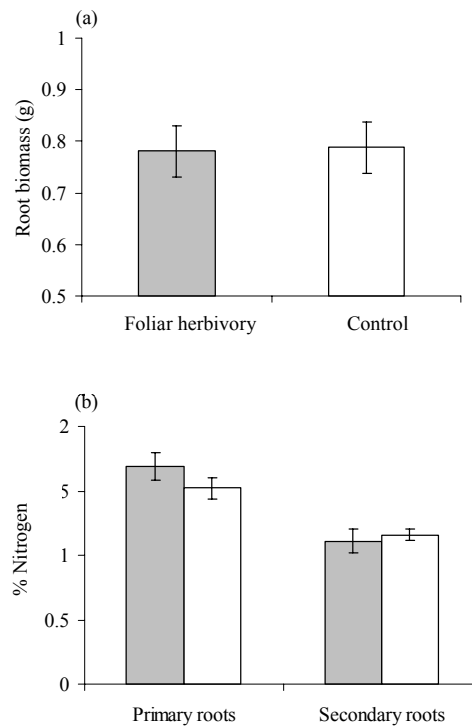 (a)
Root biomass (g)
1
0.9
0.8
0.7
0.6
0.5
Foliar herbivory Control
(b)
% Nitrogen
2
5
1
0.5
0
Primary roots Secondary roots